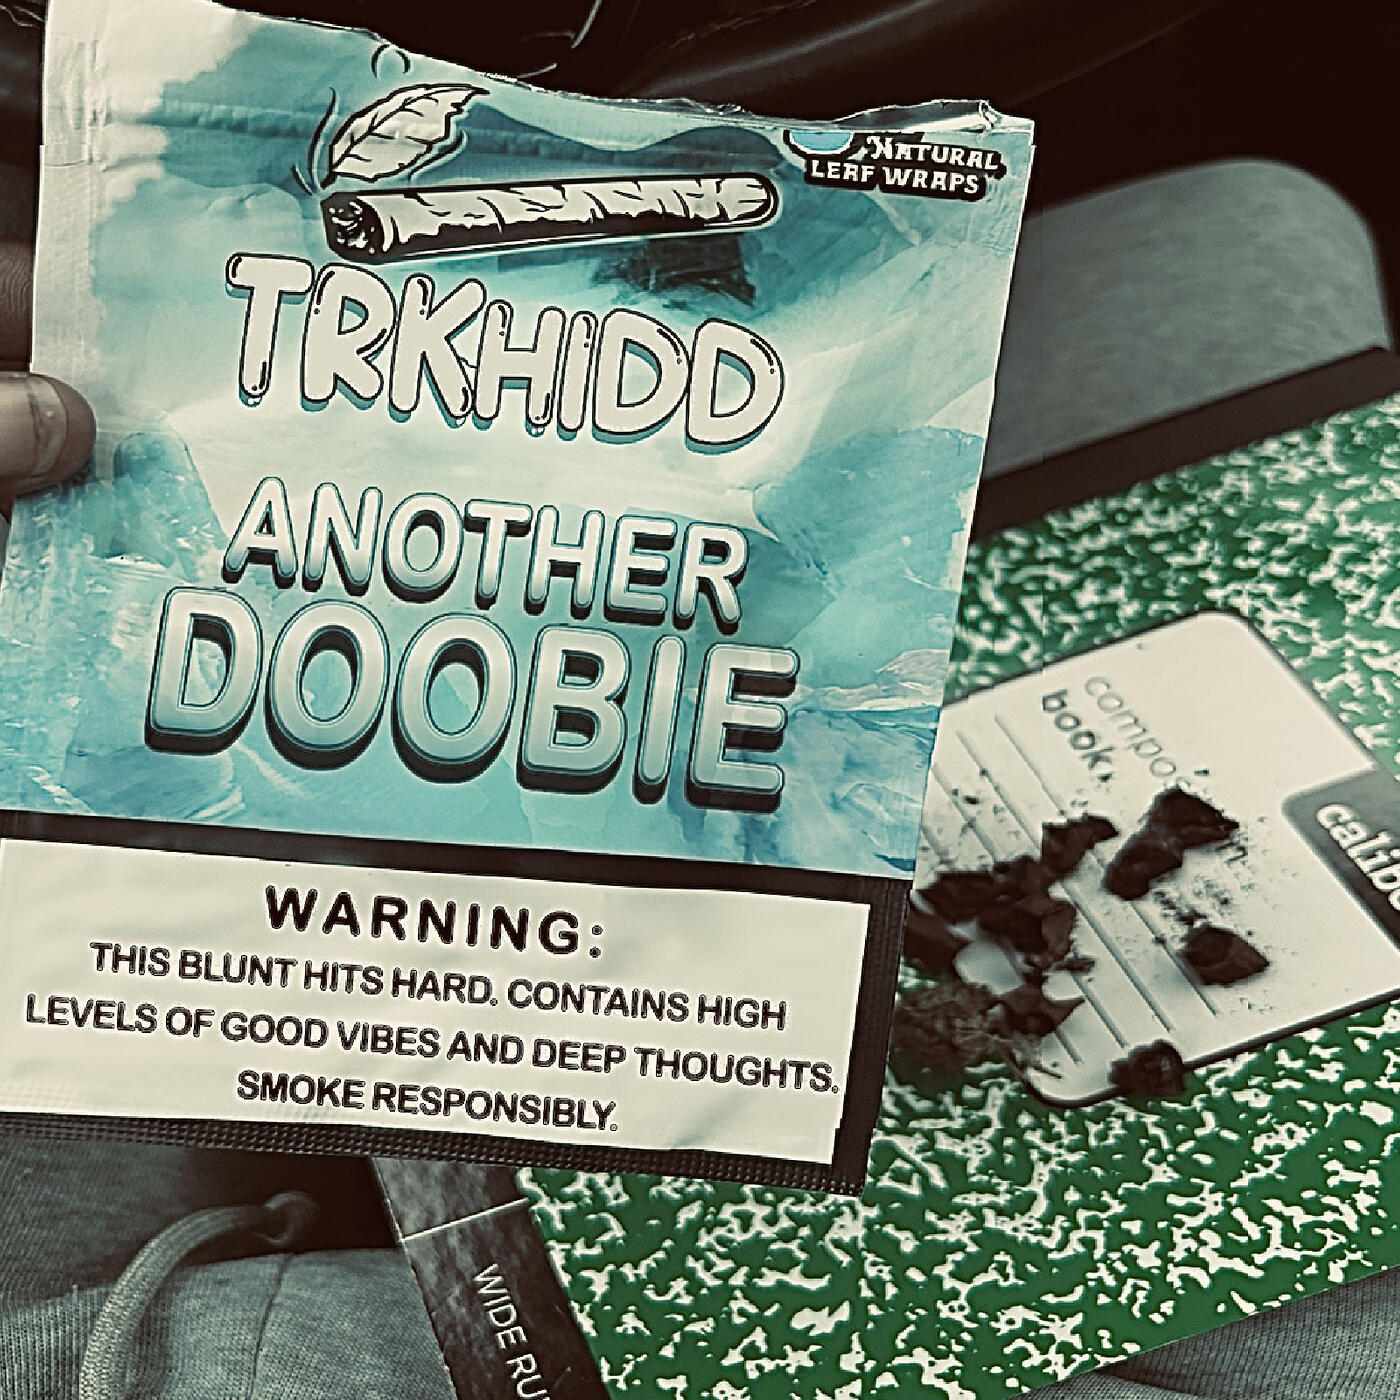 NATURAL
LEAF WRAPS
TRKHIDD
ANOTHER
DOOBIE
WARNING:
THIS BLUNT HITS HARD. CONTAINS HIGH
LEVELS OF GOOD VIBES AND DEEP THOUGHTS.
SMOKE RESPONSIBLY.
book
WIDE